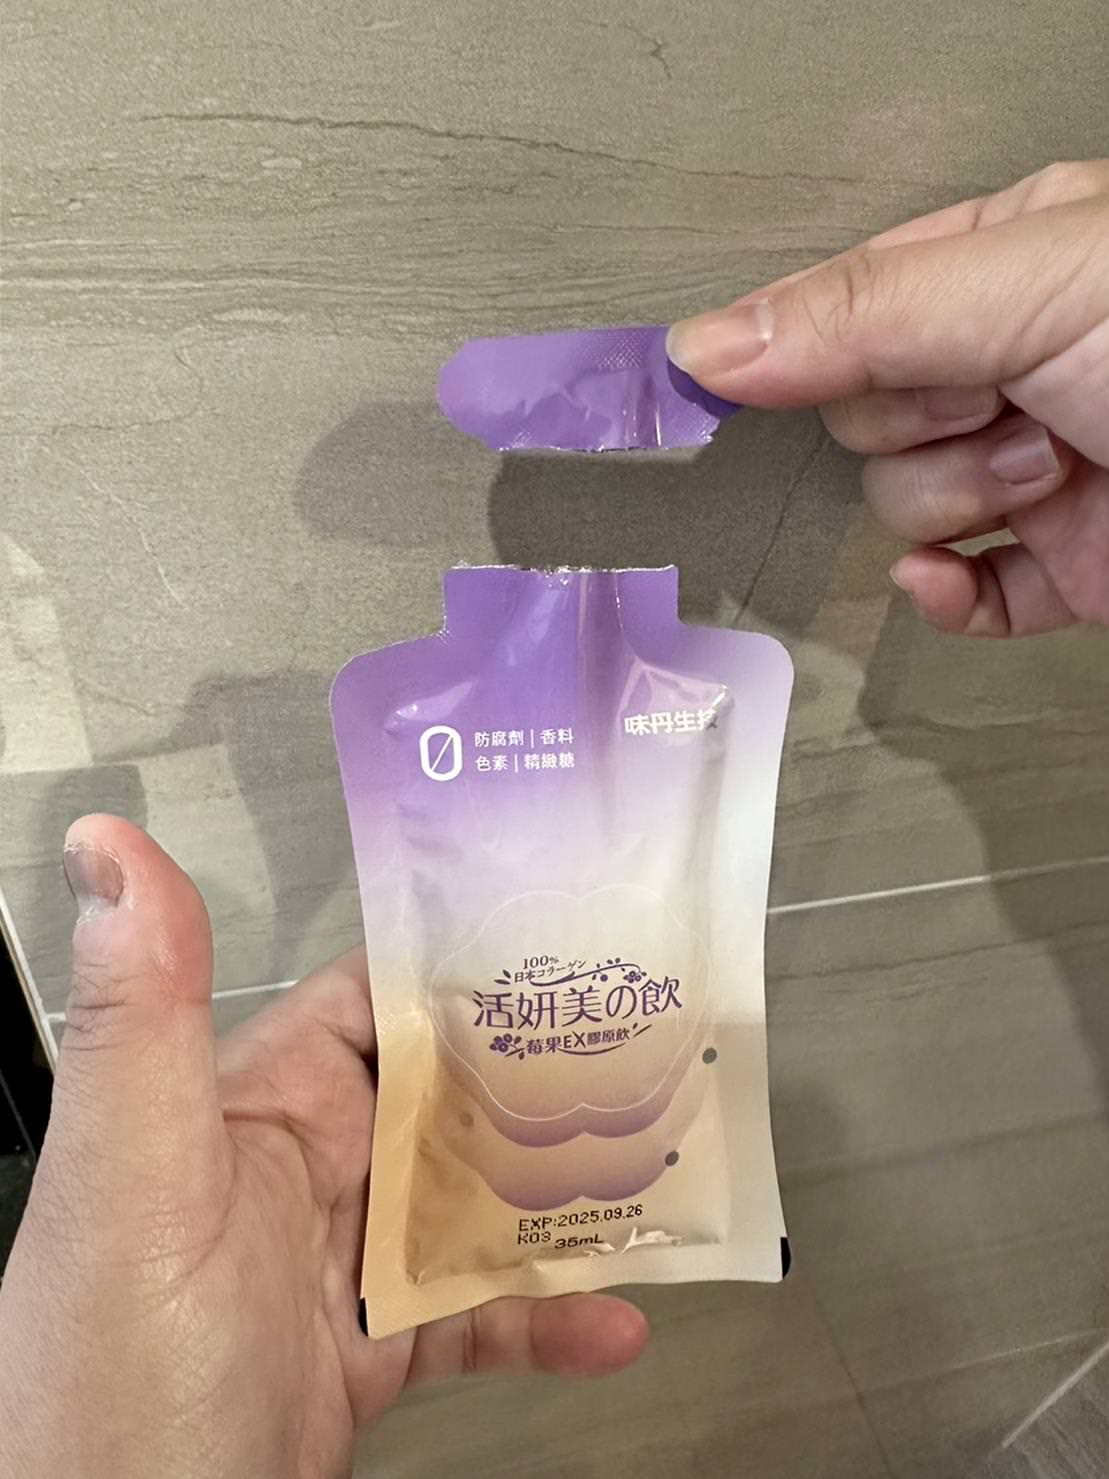 0 防腐劑 | 香料
色素 | 精緻糖
味丹生技
100%
日本コラーゲン
活妍美の飲
莓果EX膠原飲
EXP:2025.09.26
K03 35mL